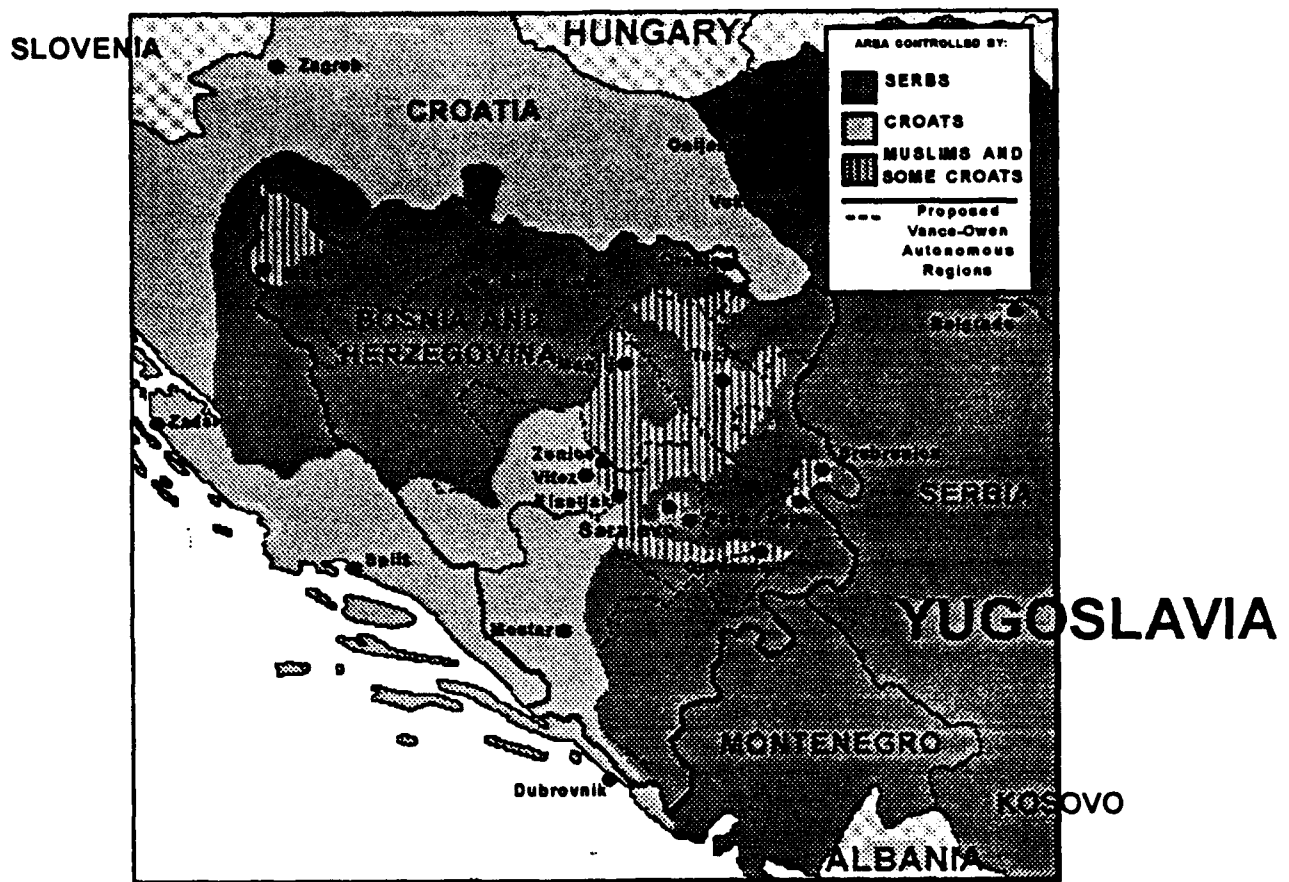 SLOVENIA
HUNGARY
Zagreb
CROATIA
AREA CONTROLLED BY:
SERBS
CROATS
MUSLIMS AND
SOME CROATS
Proposed
Vance-Owen
Autonomous
Regions
BOSNIA AND
HERZEGOVINA
Belgrade
Zadar
Zenica
Vitez
Kiseljak
Srebrenica
SERBIA
Split
Mostar
YUGOSLAVIA
MONTENEGRO
Dubrovnik
KOSOVO
ALBANIA